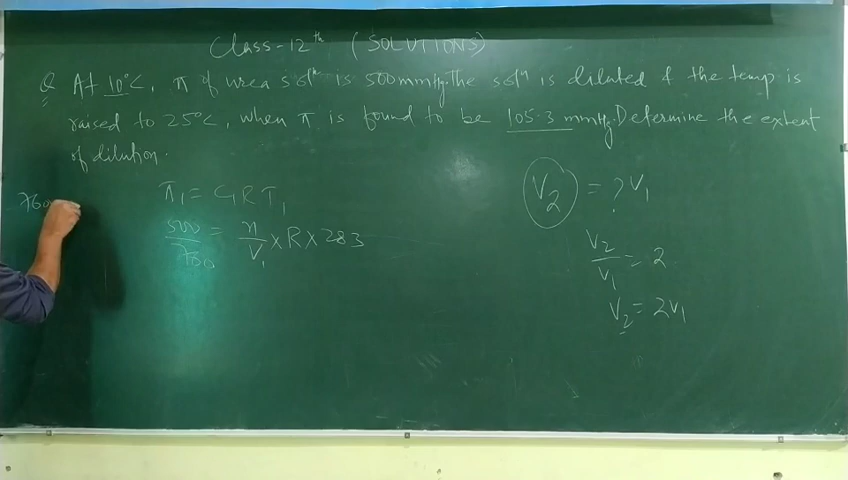 Class-12th (SOLUTIONS)
Q At 10°C, π of urea solⁿ is 500mmHg. The solⁿ is diluted & the temp is
raised to 25°C, when π is found to be 105.3 mmHg. Determine the extent
of dilution.
π₁ = C₁RT₁
500/760 = n/V₁ × R × 283
760
V₂ = ? V₁
V₂/V₁ = 2
V₂ = 2V₁